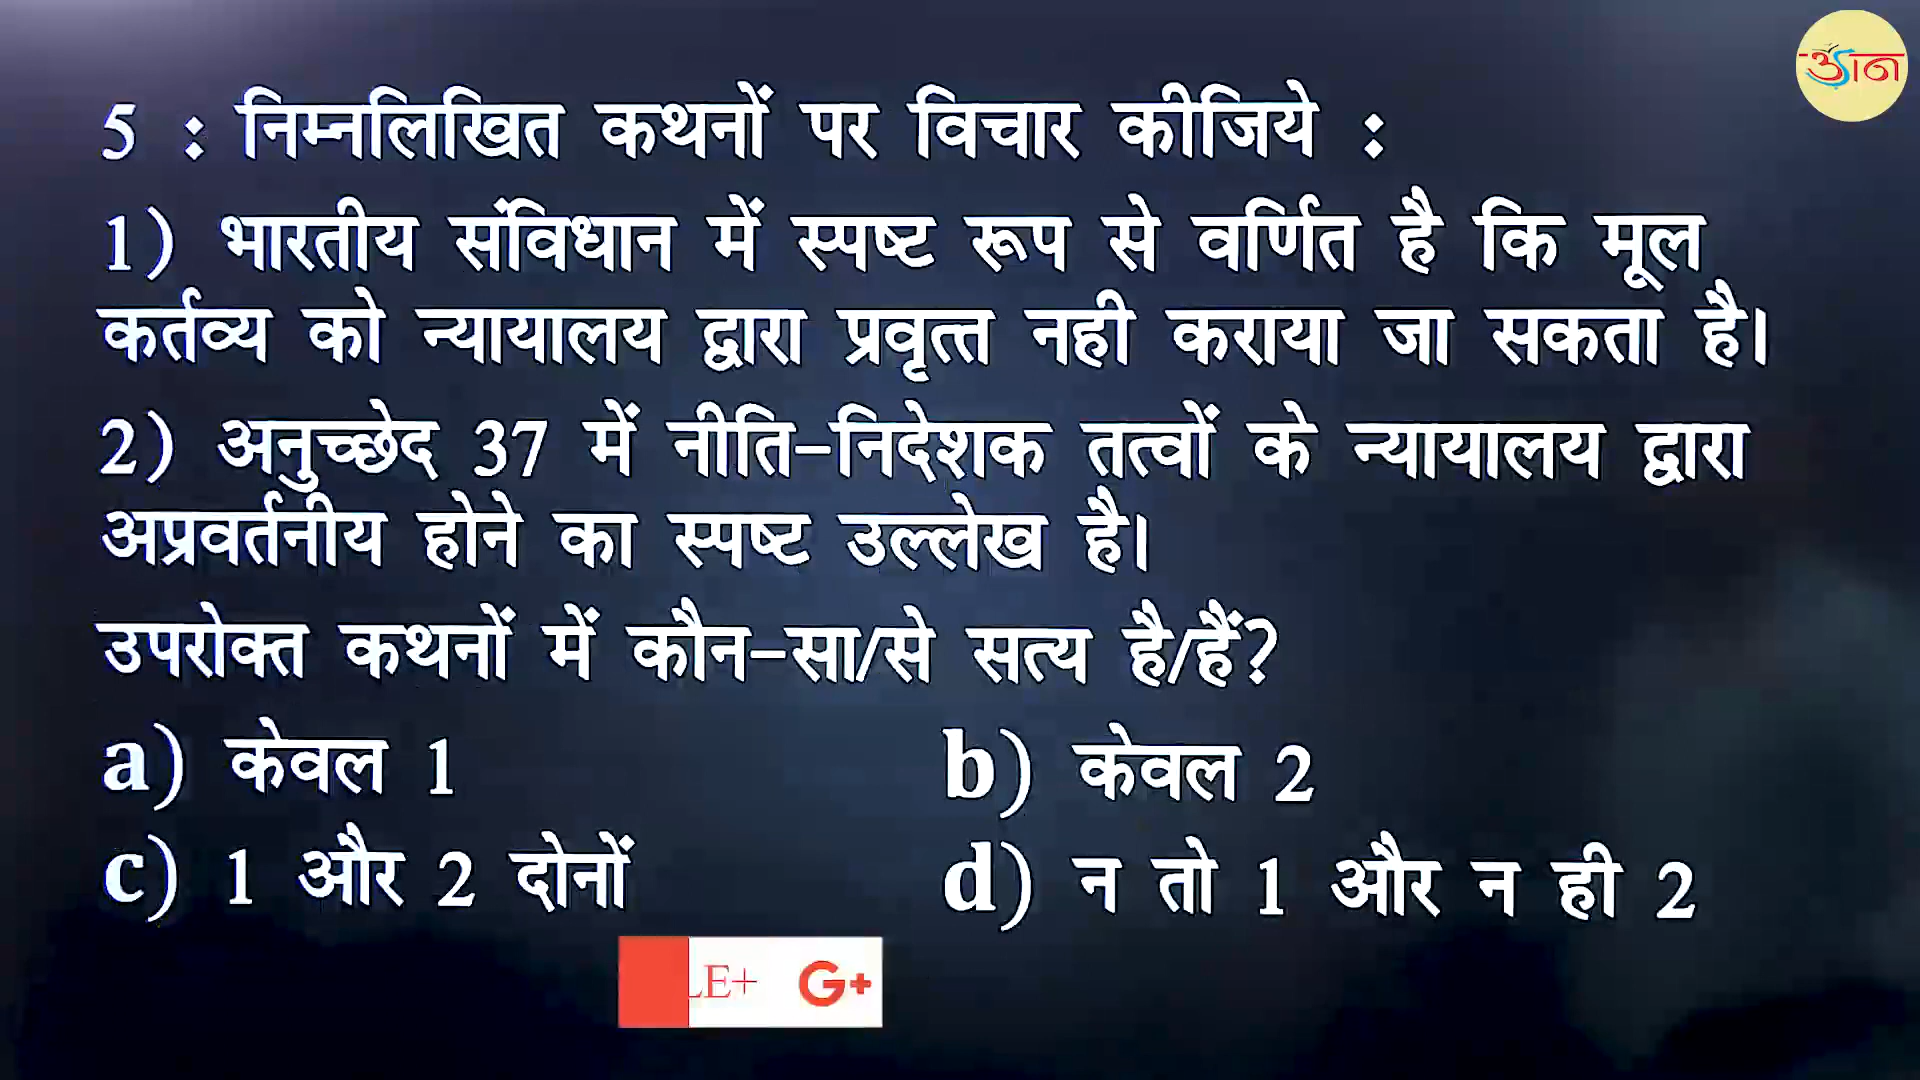 उड़ान
5 : निम्नलिखित कथनों पर विचार कीजिये :
1) भारतीय संविधान में स्पष्ट रूप से वर्णित है कि मूल
कर्तव्य को न्यायालय द्वारा प्रवृत्त नही कराया जा सकता है।
2) अनुच्छेद 37 में नीति-निदेशक तत्वों के न्यायालय द्वारा
अप्रवर्तनीय होने का स्पष्ट उल्लेख है।
उपरोक्त कथनों में कौन-सा/से सत्य है/हैं?
a) केवल 1
b) केवल 2
c) 1 और 2 दोनों
d) न तो 1 और न ही 2
LE+ G+